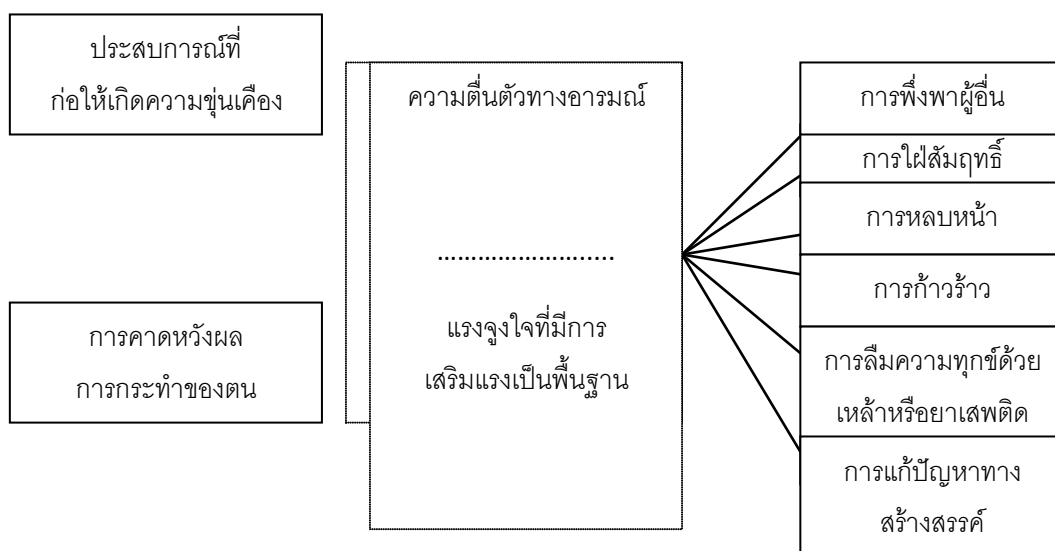 ประสบการณ์ที่
ก่อให้เกิดความขุ่นเคือง
การคาดหวังผล
การกระทำของตน
ความตื่นตัวทางอารมณ์
..........................
แรงจูงใจที่มีการ
เสริมแรงเป็นพื้นฐาน
การพึ่งพาผู้อื่น
การใฝ่สัมฤทธิ์
การหลบหน้า
การก้าวร้าว
การลืมความทุกข์ด้วย
เหล้าหรือยาเสพติด
การแก้ปัญหาทาง
สร้างสรรค์